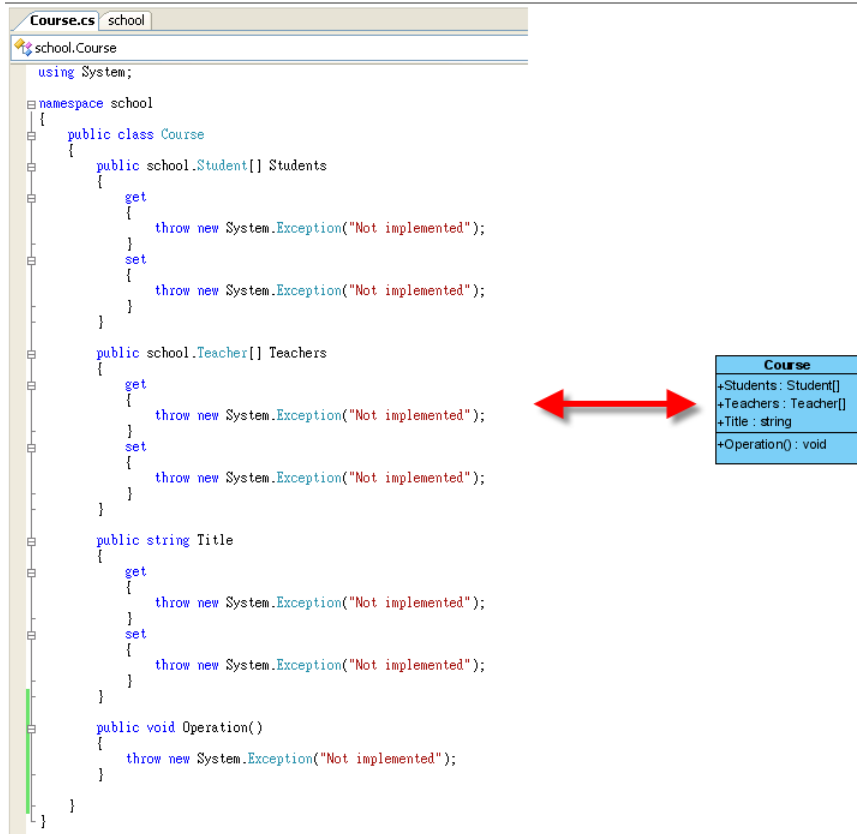 Course.cs school
school.Course
using System;
namespace school
{
public class Course
{
public school.Student[] Students
{
get
{
throw new System.Exception("Not implemented");
}
set
{
throw new System.Exception("Not implemented");
}
}
public school.Teacher[] Teachers
{
get
{
throw new System.Exception("Not implemented");
}
set
{
throw new System.Exception("Not implemented");
}
}
public string Title
{
get
{
throw new System.Exception("Not implemented");
}
set
{
throw new System.Exception("Not implemented");
}
}
public void Operation()
{
throw new System.Exception("Not implemented");
}
}
}
Course
+Students : Student[]
+Teachers : Teacher[]
+Title : string
+Operation() : void